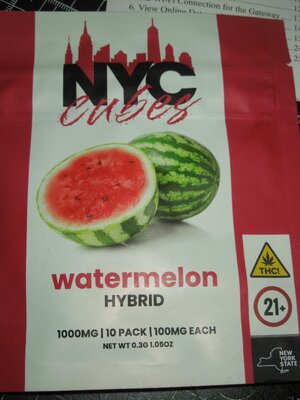 Connection for the Gateway
6. View Online
NYC
cubes
watermelon
HYBRID
1000MG | 10 PACK | 100MG EACH
NET WT 0.3G 1.05OZ
THC!
21+
NEW
YORK
STATE